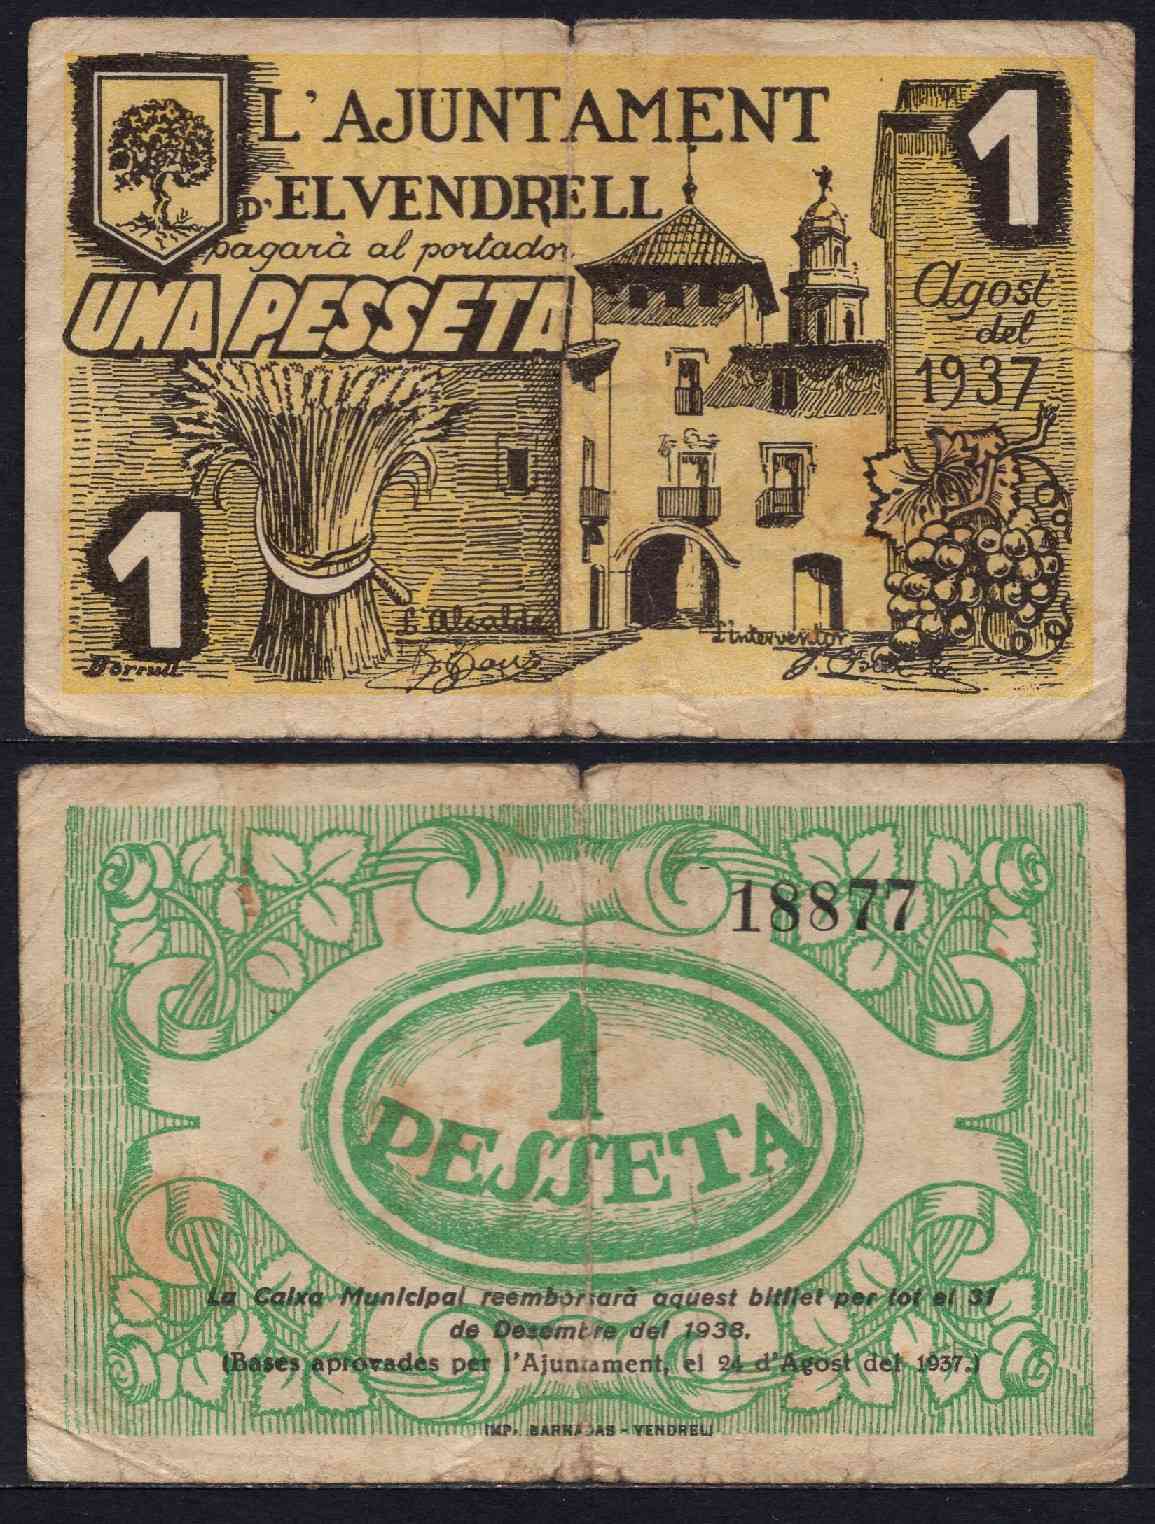 L'AJUNTAMENT
1
D'EL VENDRELL
pagarà al portador
UNA PESSETA
Agost
del
1937
1
L'Alcalde
L'interventor
18877
1
PESSETA
La Caixa Municipal reemborsarà aquest bitllet per tot el 31
de Desembre del 1938.
(Bases aprovades per l'Ajuntament, el 24 d'Agost del 1937.)
IMP. BARNADAS - VENDRELL